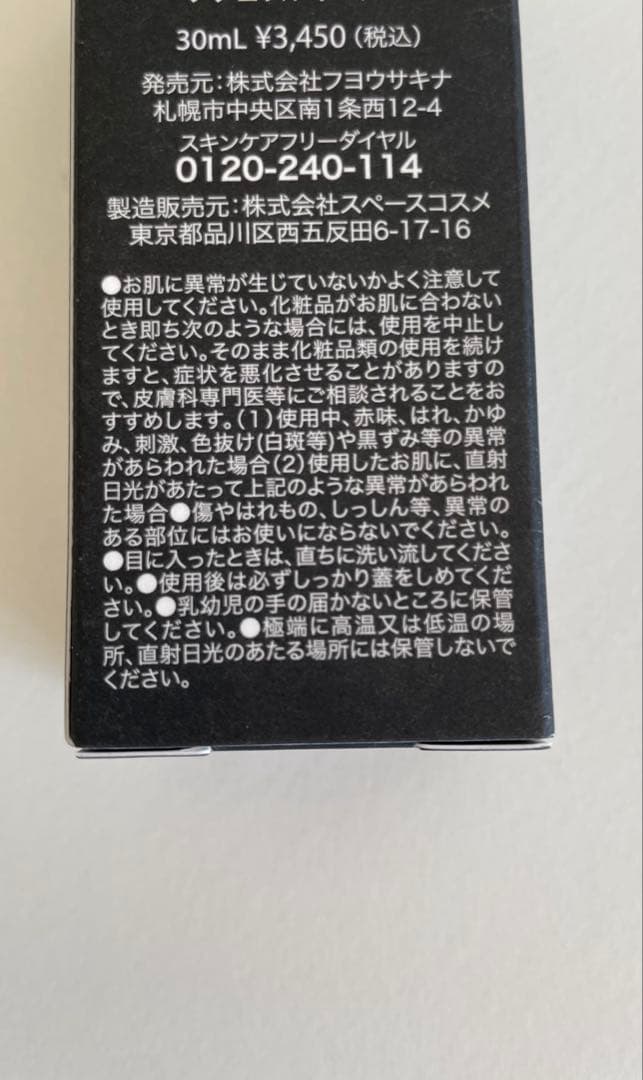 30mL ¥3,450（税込）
発売元：株式会社フヨウサキナ
札幌市中央区南1条西12-4
スキンケアフリーダイヤル
0120-240-114
製造販売元：株式会社スペースコスメ
東京都品川区西五反田6-17-16
●お肌に異常が生じていないかよく注意して
使用してください。化粧品がお肌に合わない
とき即ち次のような場合には、使用を中止し
てください。そのまま化粧品類の使用を続け
ますと、症状を悪化させることがありますの
で、皮膚科専門医等にご相談されることをお
すすめします。（1）使用中、赤味、はれ、かゆ
み、刺激、色抜け(白斑等)や黒ずみ等の異常
があらわれた場合（2）使用したお肌に、直射
日光があたって上記のような異常があらわれ
た場合●傷やはれもの、しっしん等、異常の
ある部位にはお使いにならないでください。
●目に入ったときは、直ちに洗い流してくださ
い。●使用後は必ずしっかり蓋をしめてくだ
さい。●乳幼児の手の届かないところに保管
してください。●極端に高温又は低温の場
所、直射日光のあたる場所には保管しないで
ください。